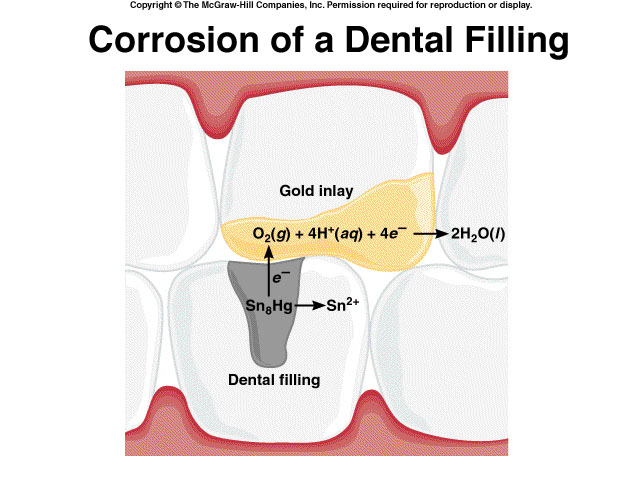 Copyright © The McGraw-Hill Companies, Inc. Permission required for reproduction or display.
Corrosion of a Dental Filling
Gold inlay
O₂(g) + 4H⁺(aq) + 4e⁻ → 2H₂O(l)
e⁻
Sn₈Hg → Sn²⁺
Dental filling